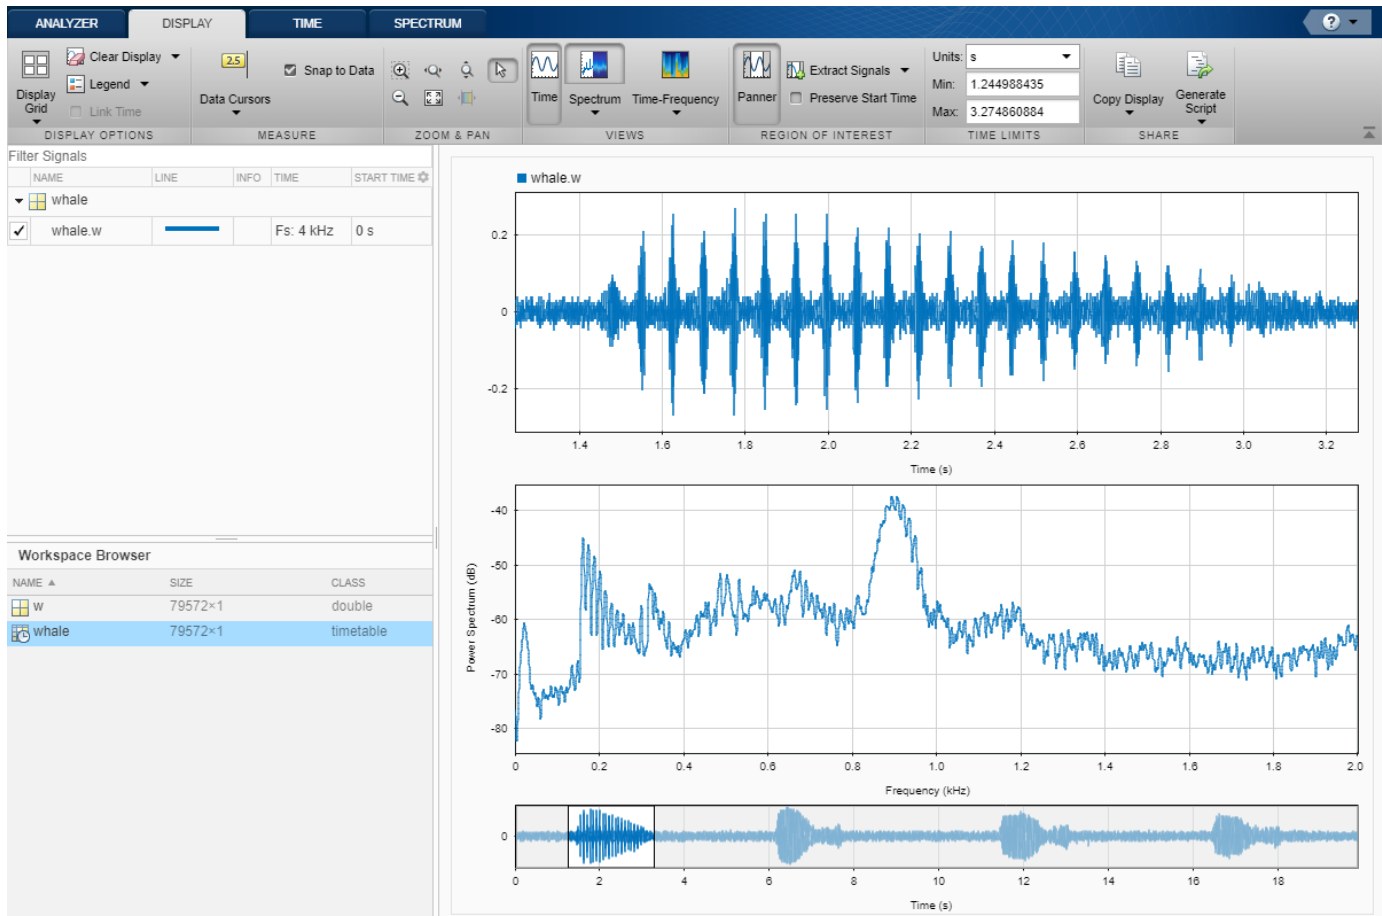 ANALYZER DISPLAY TIME SPECTRUM ?
Clear Display
Legend
Link Time
Display
Grid
DISPLAY OPTIONS
2.5
Data Cursors
Snap to Data
MEASURE
ZOOM & PAN
Time Spectrum Time-Frequency
VIEWS
Panner
Extract Signals
Preserve Start Time
REGION OF INTEREST
Units: s
Min: 1.244988435
Max: 3.274860884
TIME LIMITS
Copy Display
Generate
Script
SHARE
Filter Signals
NAME LINE INFO TIME START TIME
whale
whale.w Fs: 4 kHz 0 s
Workspace Browser
NAME SIZE CLASS
w 79572×1 double
whale 79572×1 timetable
whale.w
0.2
0
-0.2
1.4 1.6 1.8 2.0 2.2 2.4 2.6 2.8 3.0 3.2
Time (s)
Power Spectrum (dB)
-40
-50
-60
-70
-80
0 0.2 0.4 0.6 0.8 1.0 1.2 1.4 1.6 1.8 2.0
Frequency (kHz)
0
0 2 4 6 8 10 12 14 16 18
Time (s)